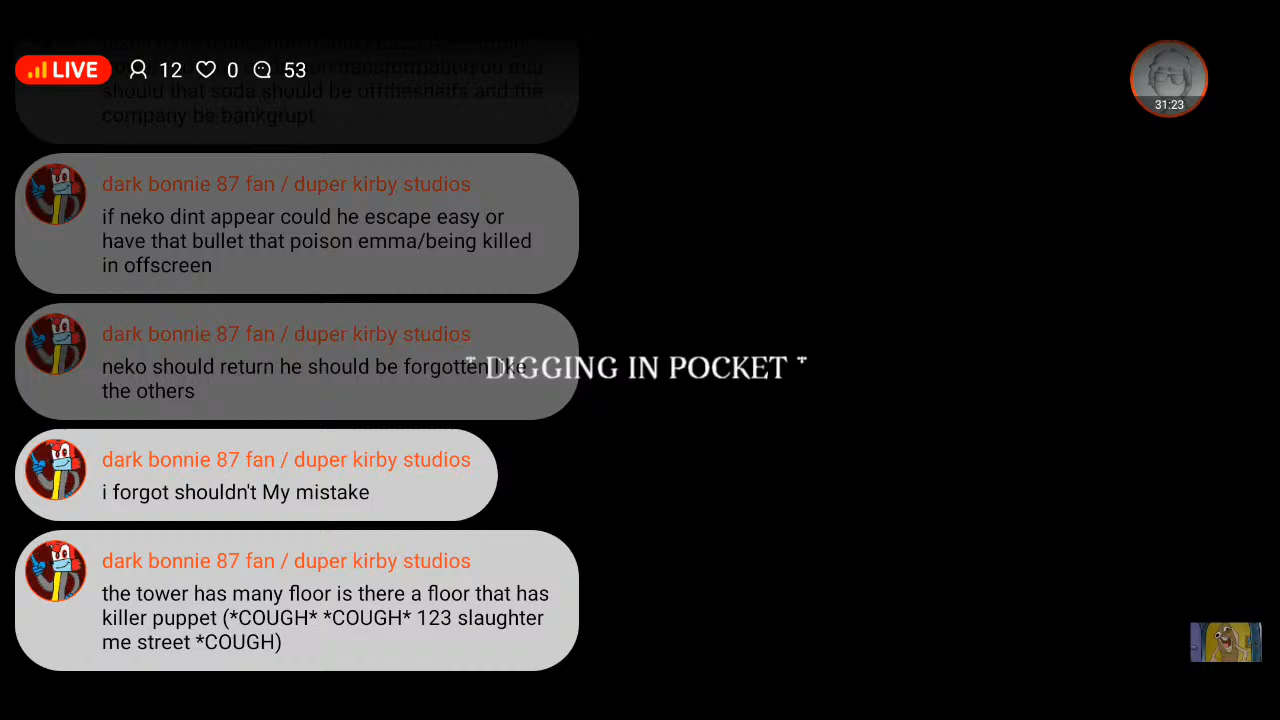 LIVE 12 0 53
31:23
should that soda should be offtheshelfs and the
company be bankgrupt
dark bonnie 87 fan / duper kirby studios
if neko dint appear could he escape easy or
have that bullet that poison emma/being killed
in offscreen
dark bonnie 87 fan / duper kirby studios
neko should return he should be forgotten like
the others
* DIGGING IN POCKET *
dark bonnie 87 fan / duper kirby studios
i forgot shouldn't My mistake
dark bonnie 87 fan / duper kirby studios
the tower has many floor is there a floor that has
killer puppet (*COUGH* *COUGH* 123 slaughter
me street *COUGH)